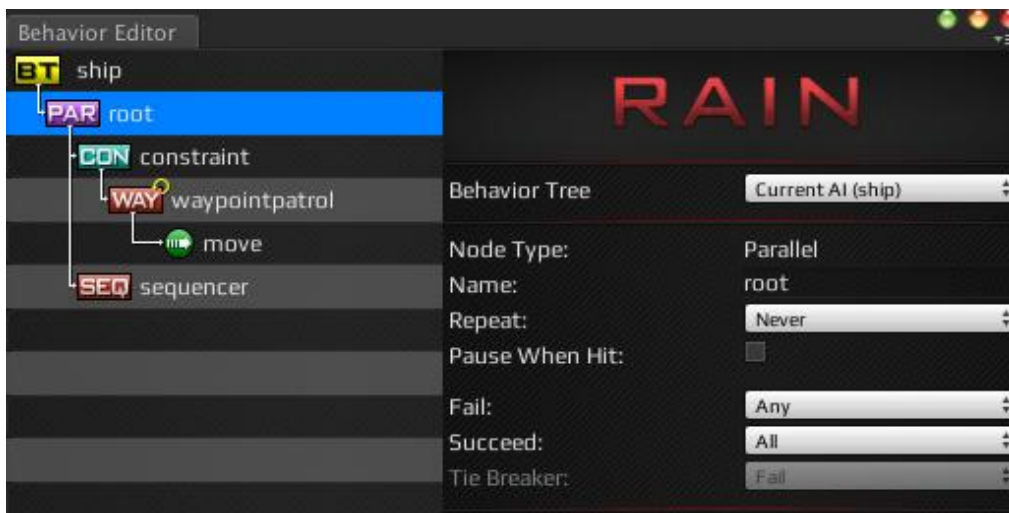 Behavior Editor
BT ship
PAR root
CON constraint
WAY waypointpatrol
move
SEQ sequencer
RAIN
Behavior Tree Current AI (ship)
Node Type: Parallel
Name: root
Repeat: Never
Pause When Hit:
Fail: Any
Succeed: All
Tie Breaker: Fail